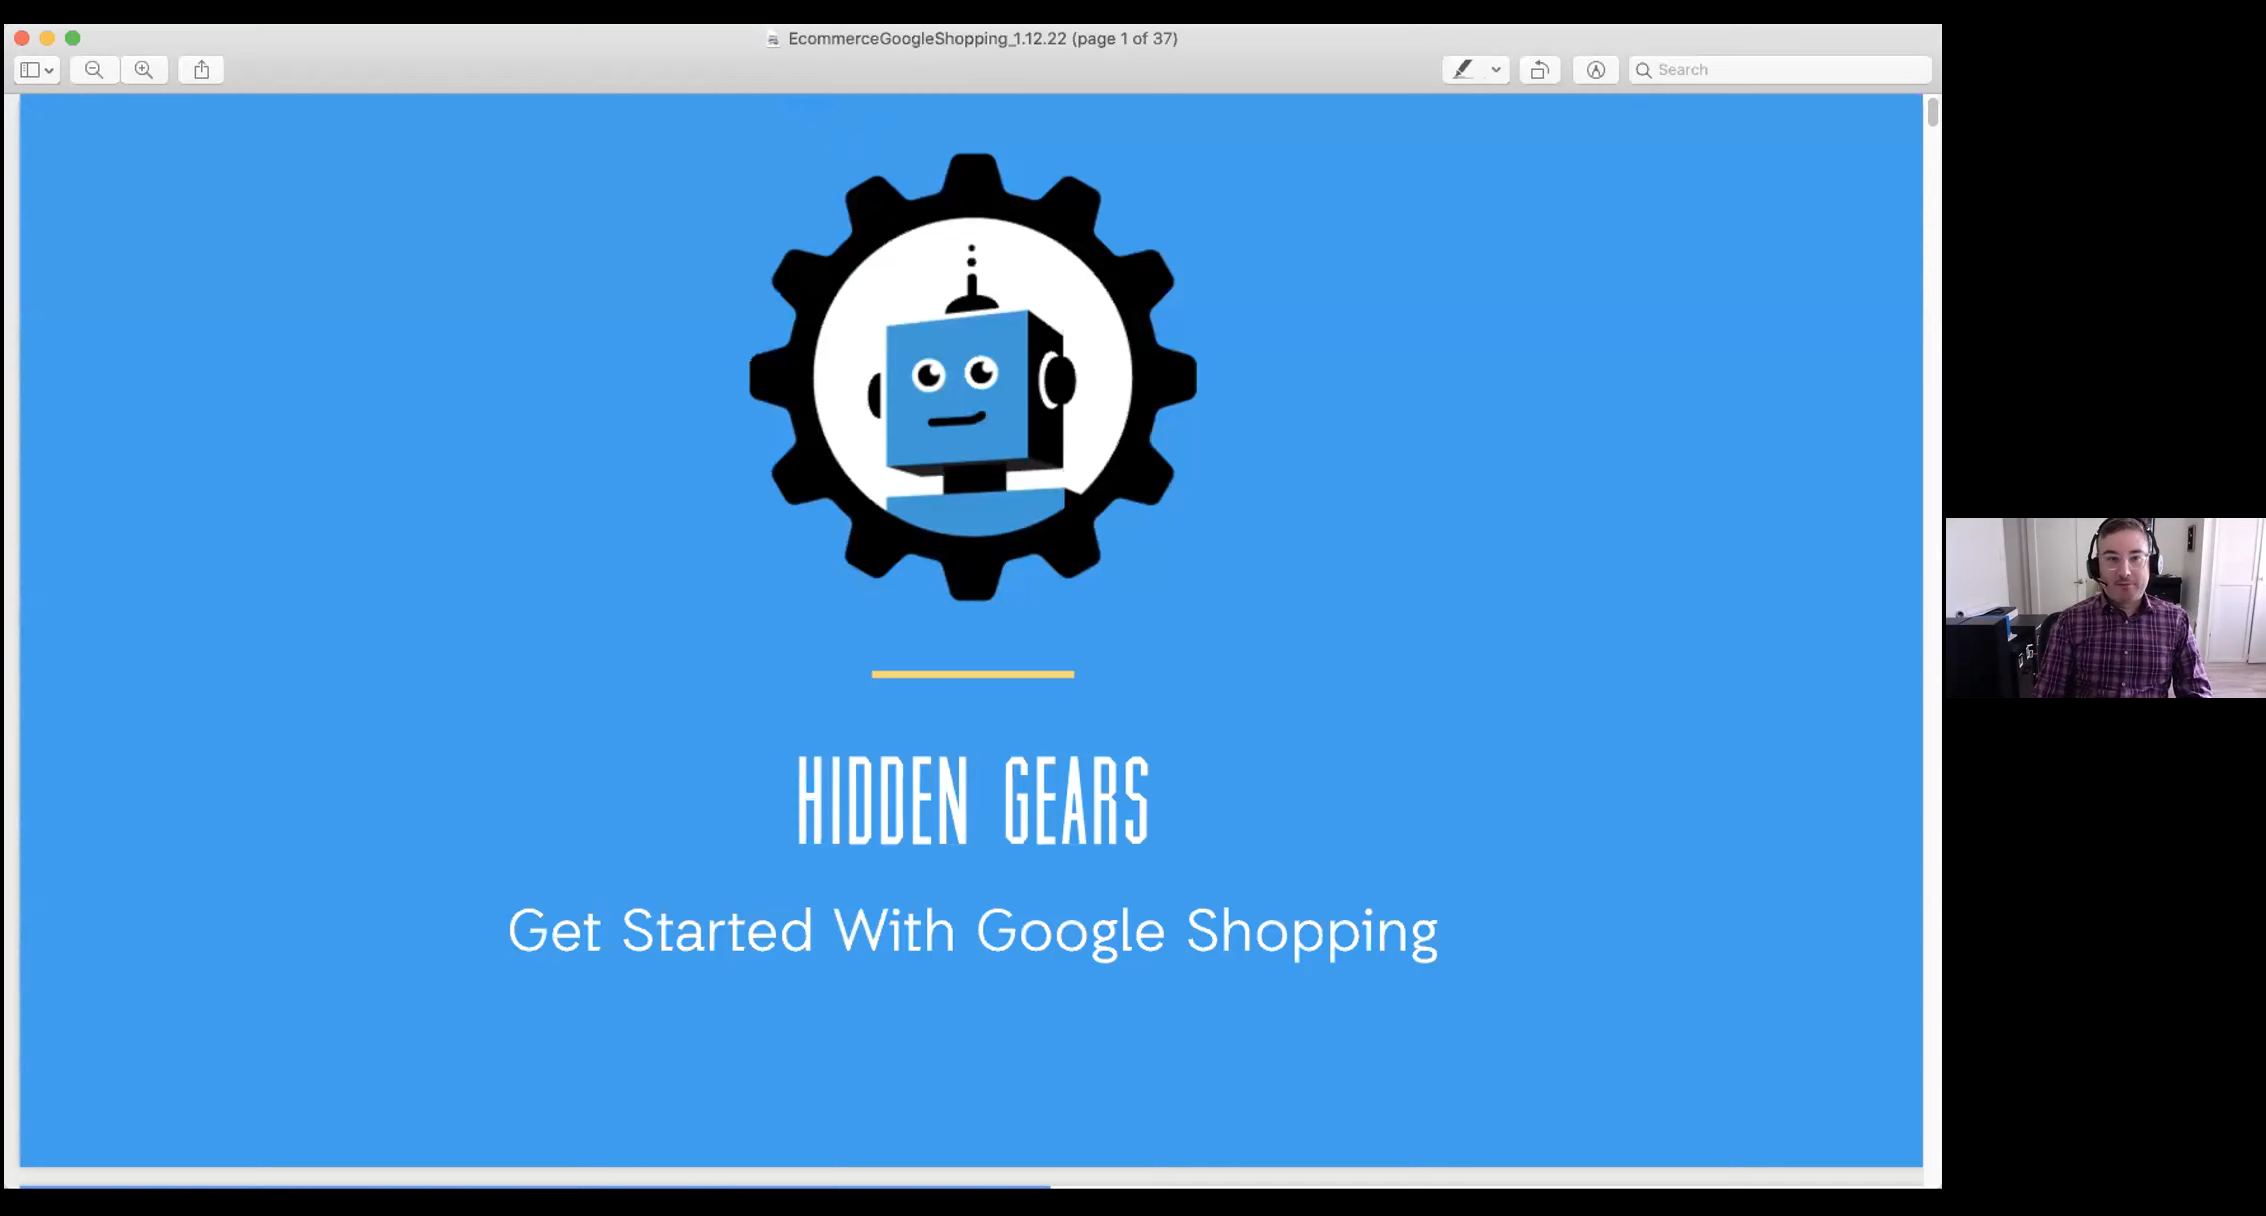 EcommerceGoogleShopping_1.12.22 (page 1 of 37)
Search
HIDDEN GEARS
Get Started With Google Shopping